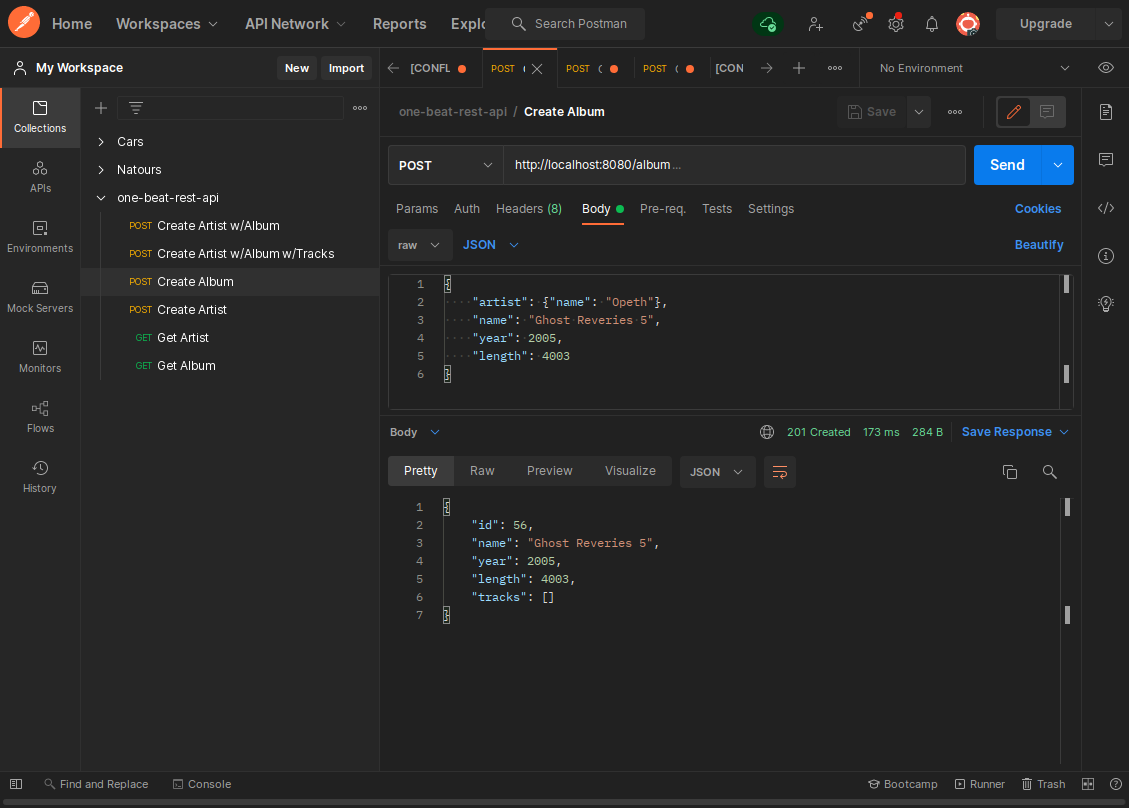 Home Workspaces API Network Reports Explo Search Postman Upgrade
My Workspace New Import
[CONFL POST POST POST [CON No Environment
Collections
APIs
Environments
Mock Servers
Monitors
Flows
History
Cars
Natours
one-beat-rest-api
POST Create Artist w/Album
POST Create Artist w/Album w/Tracks
POST Create Album
POST Create Artist
GET Get Artist
GET Get Album
one-beat-rest-api / Create Album Save
POST http://localhost:8080/album... Send
Params Auth Headers (8) Body Pre-req. Tests Settings Cookies
raw JSON Beautify
1 {
2 ····"artist":·{"name":·"Opeth"},
3 ····"name":·"Ghost·Reveries·5",
4 ····"year":·2005,
5 ····"length":·4003
6 }
Body 201 Created 173 ms 284 B Save Response
Pretty Raw Preview Visualize JSON
1 {
2 "id": 56,
3 "name": "Ghost Reveries 5",
4 "year": 2005,
5 "length": 4003,
6 "tracks": []
7 }
Find and Replace Console Bootcamp Runner Trash